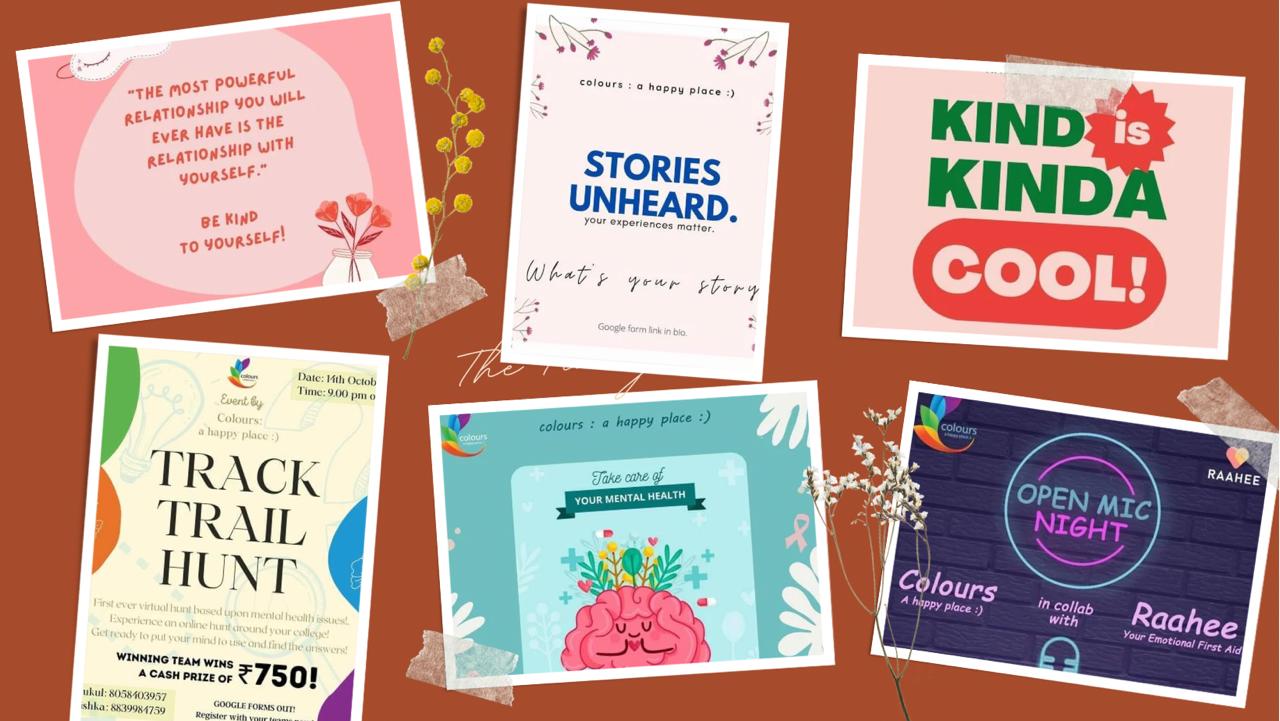 "THE MOST POWERFUL
RELATIONSHIP YOU WILL
EVER HAVE IS THE
RELATIONSHIP WITH
YOURSELF."
BE KIND
TO YOURSELF!
colours : a happy place :)
STORIES
UNHEARD.
your experiences matter.
What's your story
Google form link in bio.
KIND is
KINDA
COOL!
The
colours
Date: 14th Octob
Time: 9.00 pm o
Event by
Colours:
a happy place :)
TRACK
TRAIL
HUNT
First ever virtual hunt based upon mental health issues!.
Experience an online hunt around your college!
Get ready to put your mind to use and find the answers!
WINNING TEAM WINS
A CASH PRIZE OF ₹750!
ukul: 8058403957
ishka: 8839984759
GOOGLE FORMS OUT!
Register with your teams
colours
colours : a happy place :)
Take care of
YOUR MENTAL HEALTH
colours
a happy place :)
RAAHEE
OPEN MIC
NIGHT
Colours
A happy place :)
in collab
with
Raahee
Your Emotional First Aid